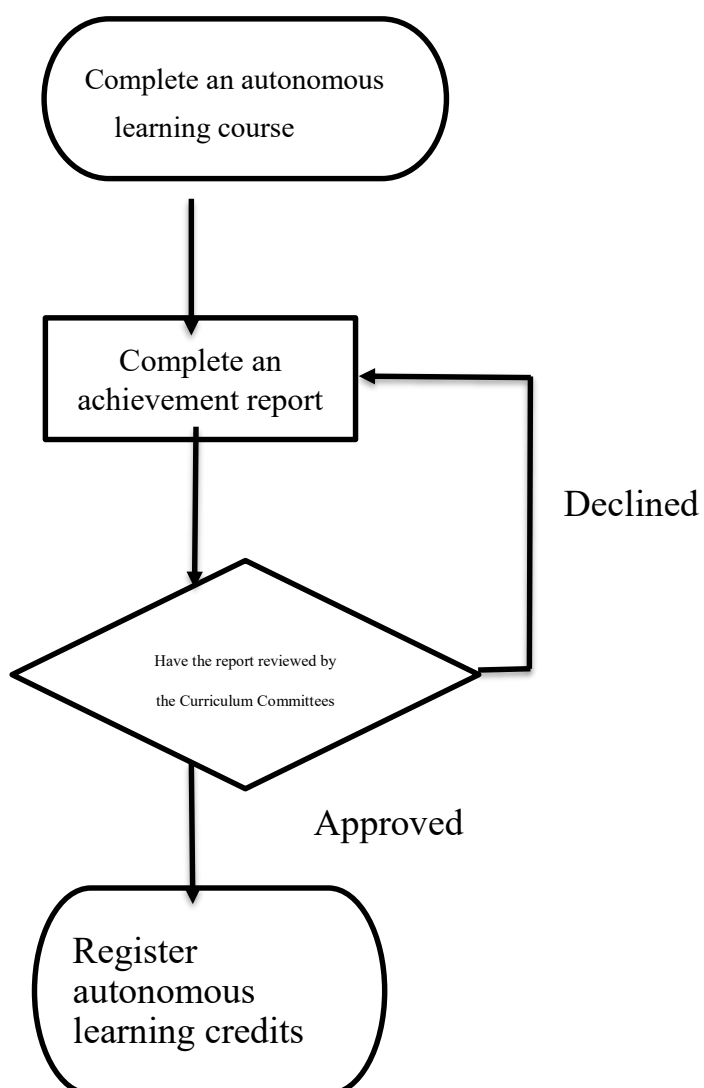 Complete an autonomous
learning course
Complete an
achievement report
Declined
Have the report reviewed by
the Curriculum Committees
Approved
Register
autonomous
learning credits